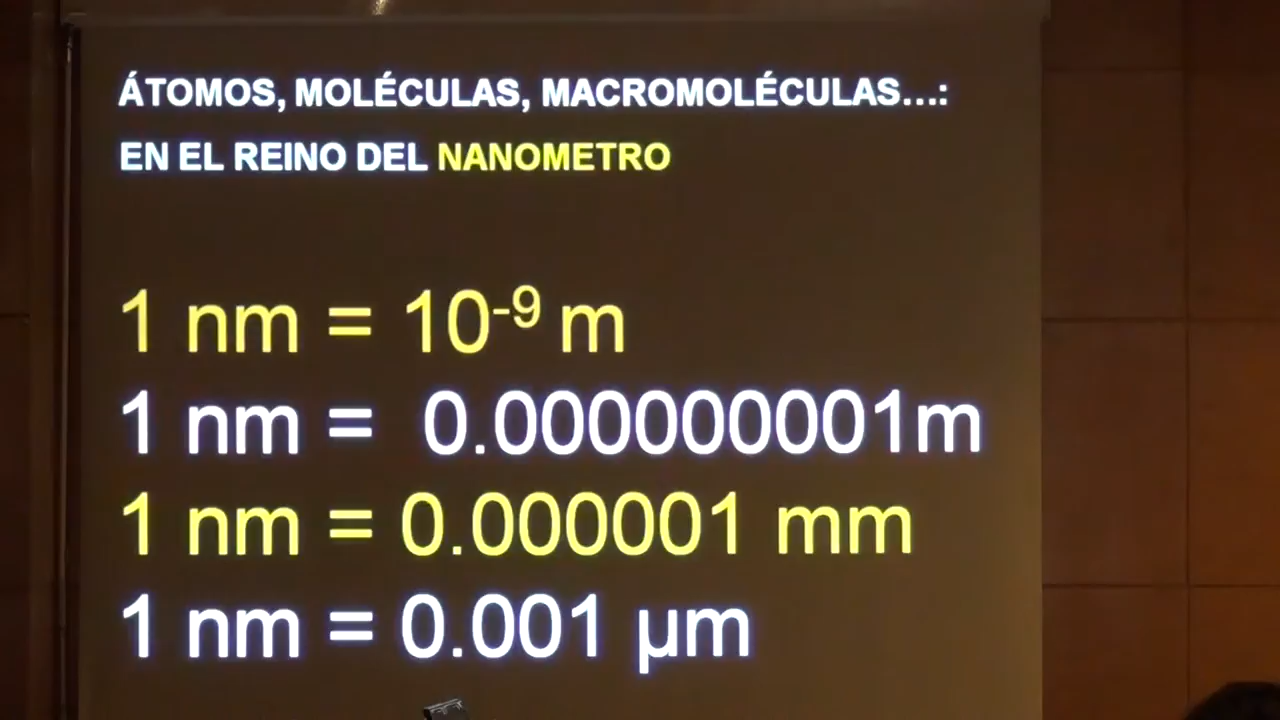 ÁTOMOS, MOLÉCULAS, MACROMOLÉCULAS...:
EN EL REINO DEL NANOMETRO
1 nm = 10⁻⁹ m
1 nm = 0.000000001m
1 nm = 0.000001 mm
1 nm = 0.001 µm